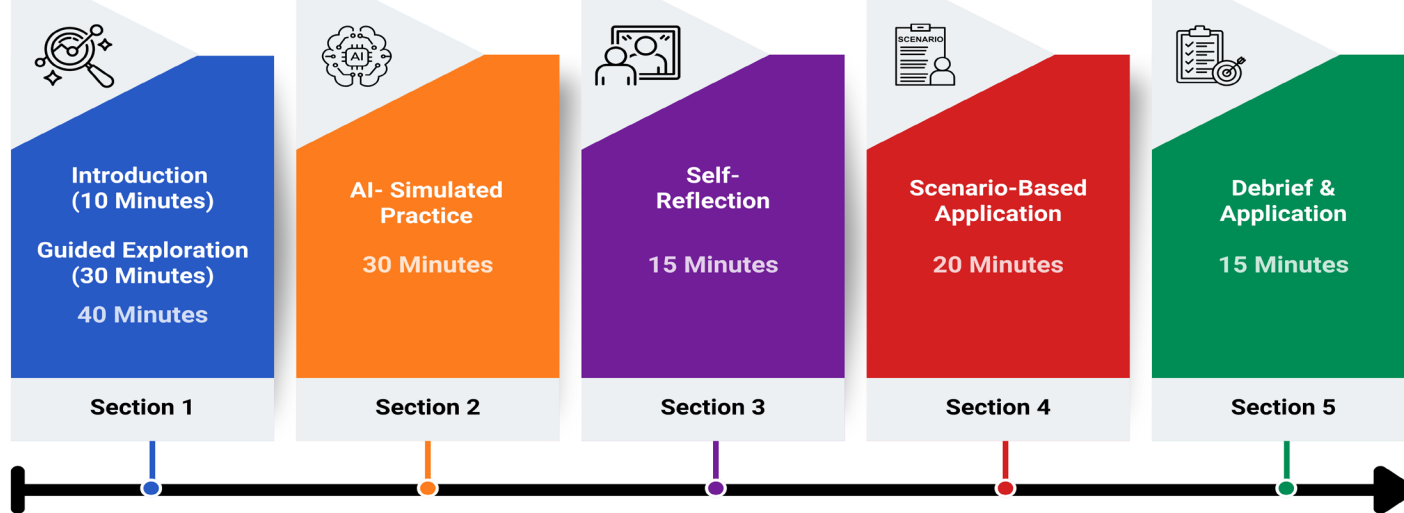 Introduction
(10 Minutes)
Guided Exploration
(30 Minutes)
40 Minutes
Section 1
AI
AI- Simulated
Practice
30 Minutes
Section 2
Self-
Reflection
15 Minutes
Section 3
SCENARIO
Scenario-Based
Application
20 Minutes
Section 4
Debrief &
Application
15 Minutes
Section 5